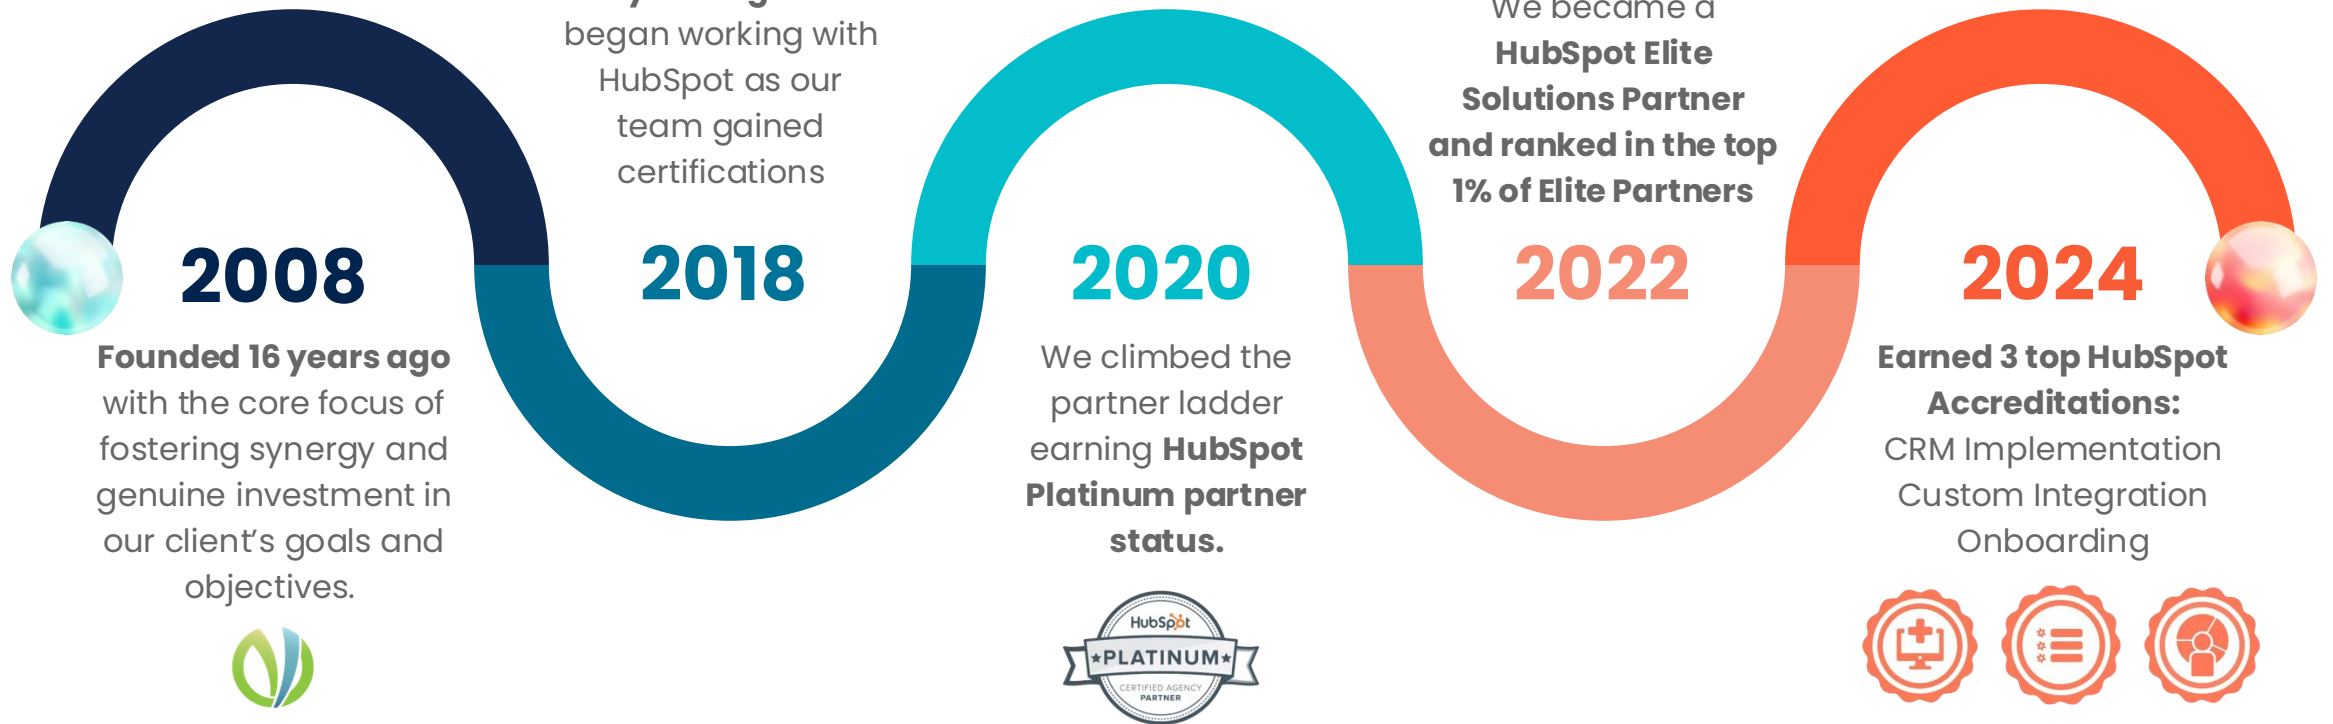 2008
Founded 16 years ago
with the core focus of
fostering synergy and
genuine investment in
our client’s goals and
objectives.
began working with
HubSpot as our
team gained
certifications
2018
2020
We climbed the
partner ladder
earning HubSpot
Platinum partner
status.
HubSpot
PLATINUM
CERTIFIED AGENCY
PARTNER
We became a
HubSpot Elite
Solutions Partner
and ranked in the top
1% of Elite Partners
2022
2024
Earned 3 top HubSpot
Accreditations:
CRM Implementation
Custom Integration
Onboarding